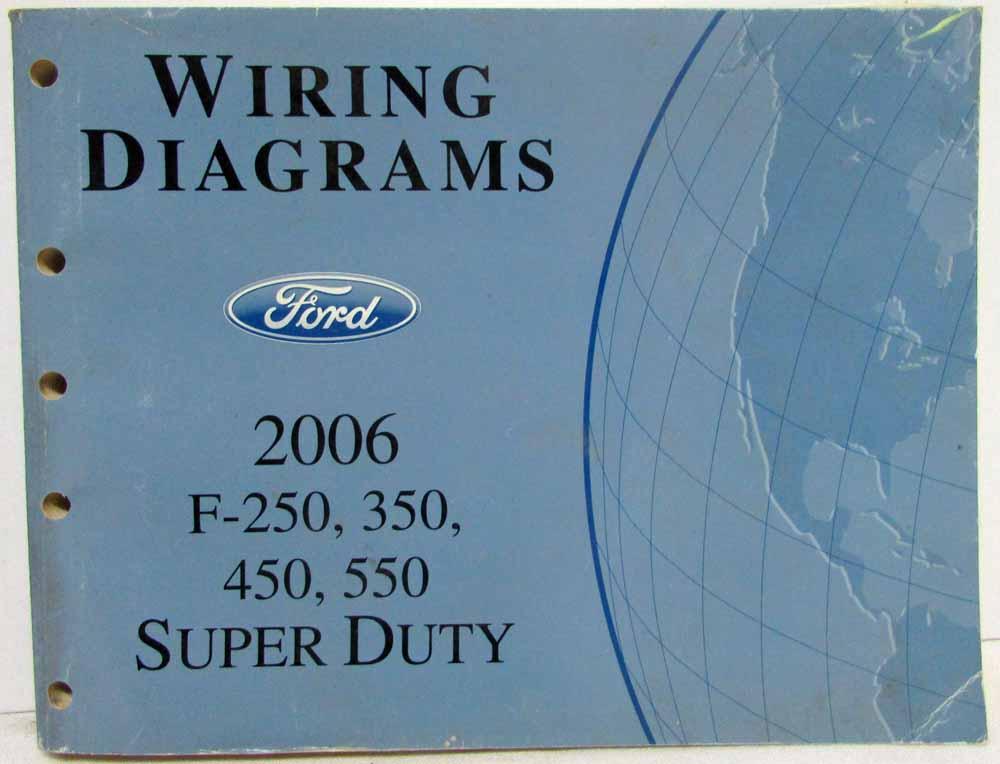 WIRING
DIAGRAMS
Ford
2006
F-250, 350,
450, 550
SUPER DUTY